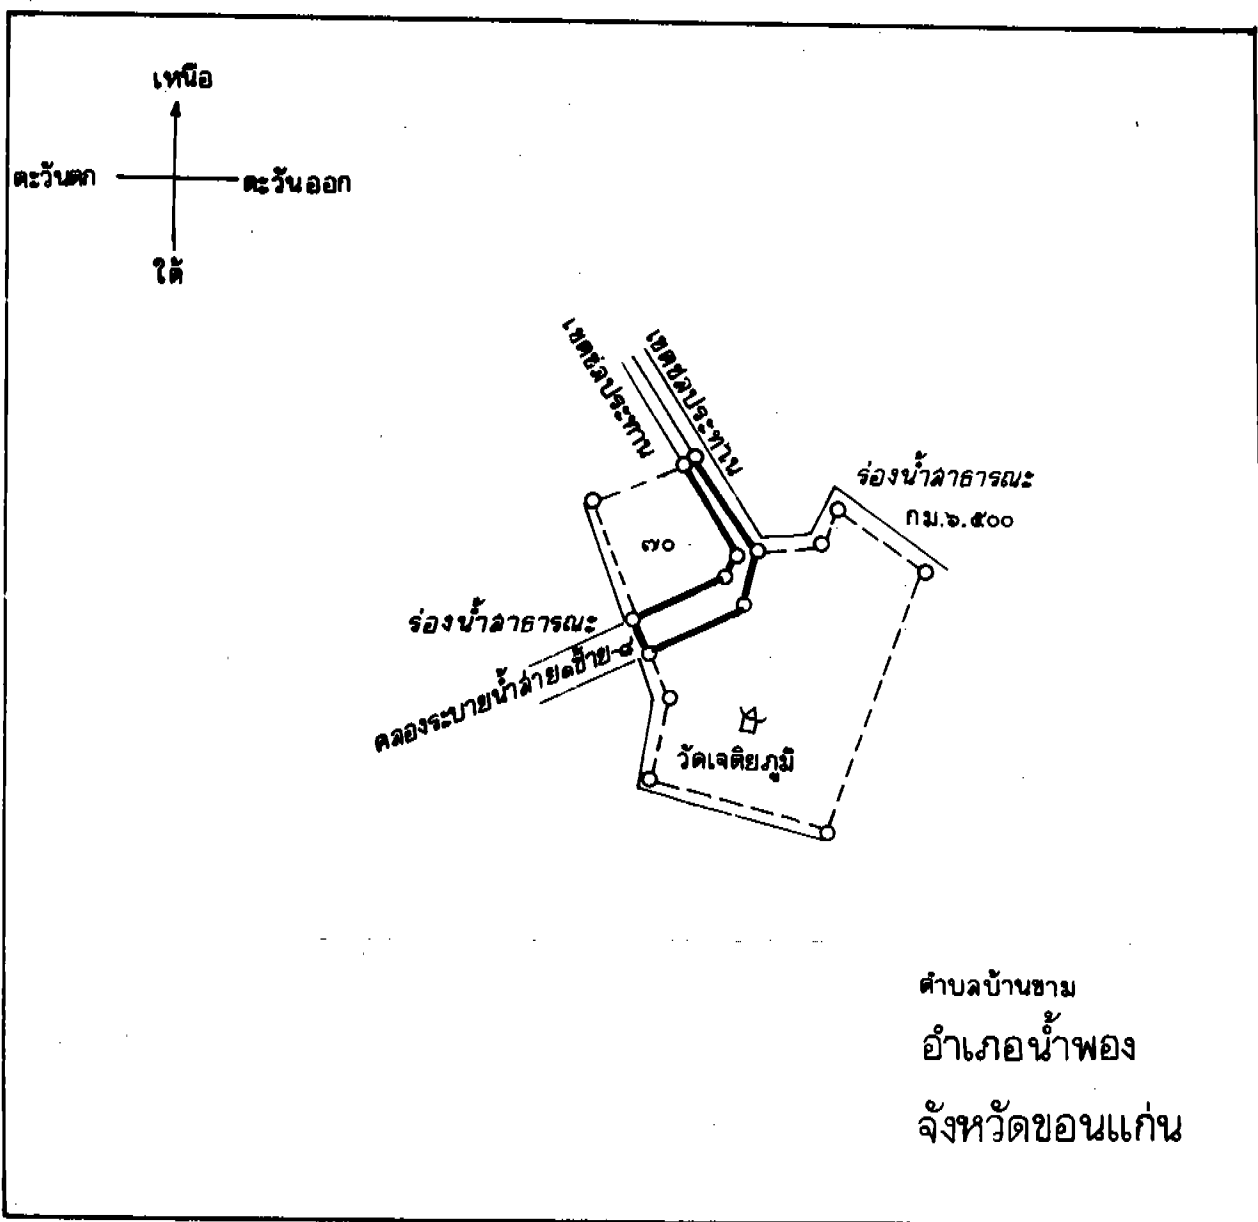 เหนือ
ตะวันตก
ตะวันออก
ใต้
เขตชลประทาน
เขตชลประทาน
ร่องน้ำสาธารณะ
กม.๖.๕๐๐
๗๐
ร่องน้ำสาธารณะ
คลองระบายน้ำสาย๑ซ้าย-๘
วัดเจติยภูมิ
ตำบลบ้านขาม
อำเภอน้ำพอง
จังหวัดขอนแก่น